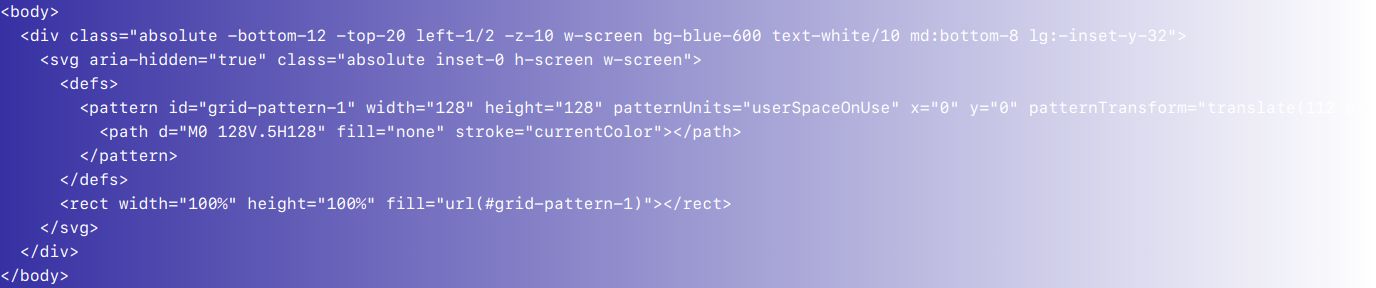 <body>
<div class="absolute -bottom-12 -top-20 left-1/2 -z-10 w-screen bg-blue-600 text-white/10 md:bottom-8 lg:-inset-y-32">
<svg aria-hidden="true" class="absolute inset-0 h-screen w-screen">
<defs>
<pattern id="grid-pattern-1" width="128" height="128" patternUnits="userSpaceOnUse" x="0" y="0" patternTransform="translate(112
<path d="M0 128V.5H128" fill="none" stroke="currentColor"></path>
</pattern>
</defs>
<rect width="100%" height="100%" fill="url(#grid-pattern-1)"></rect>
</svg>
</div>
</body>